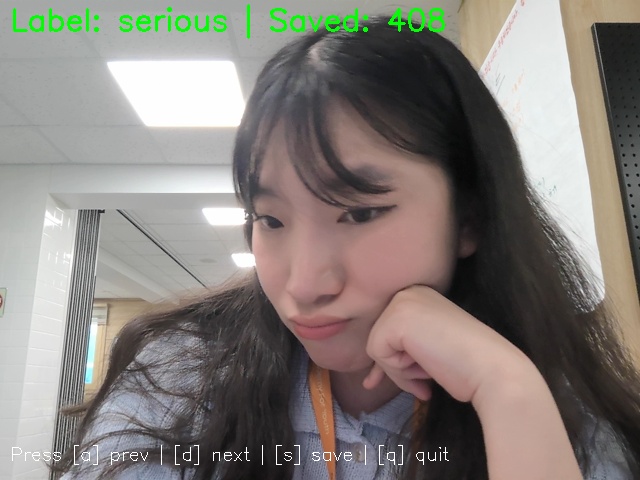 Label: serious | Saved: 408
Press [a] prev | [d] next | [s] save | [q] quit